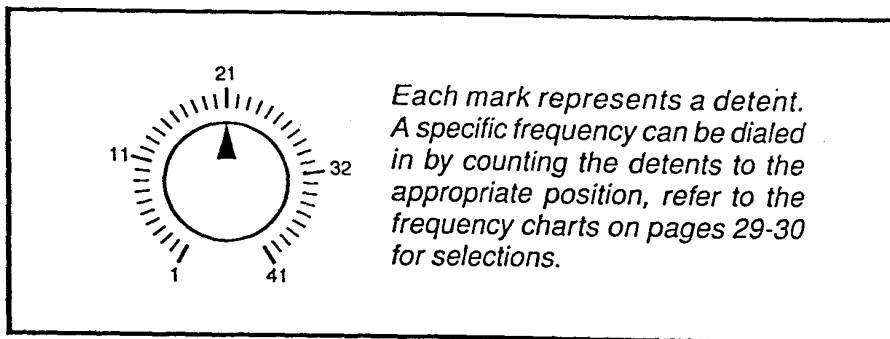 21
11
32
1
41
Each mark represents a detent.
A specific frequency can be dialed
in by counting the detents to the
appropriate position, refer to the
frequency charts on pages 29-30
for selections.